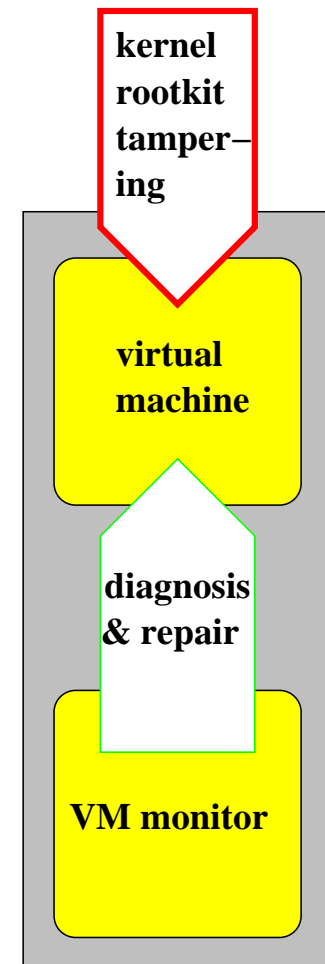 kernel
rootkit
tamper–
ing
virtual
machine
diagnosis
& repair
VM monitor